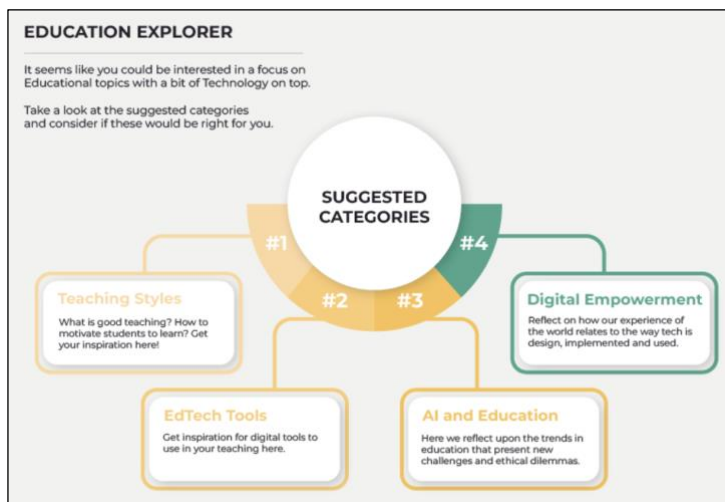 EDUCATION EXPLORER
It seems like you could be interested in a focus on
Educational topics with a bit of Technology on top.
Take a look at the suggested categories
and consider if these would be right for you.
SUGGESTED
CATEGORIES
#1
#2
#3
#4
Teaching Styles
What is good teaching? How to
motivate students to learn? Get
your inspiration here!
EdTech Tools
Get inspiration for digital tools to
use in your teaching here.
AI and Education
Here we reflect upon the trends in
education that present new
challenges and ethical dilemmas.
Digital Empowerment
Reflect on how our experience of
the world relates to the way tech is
design, implemented and used.